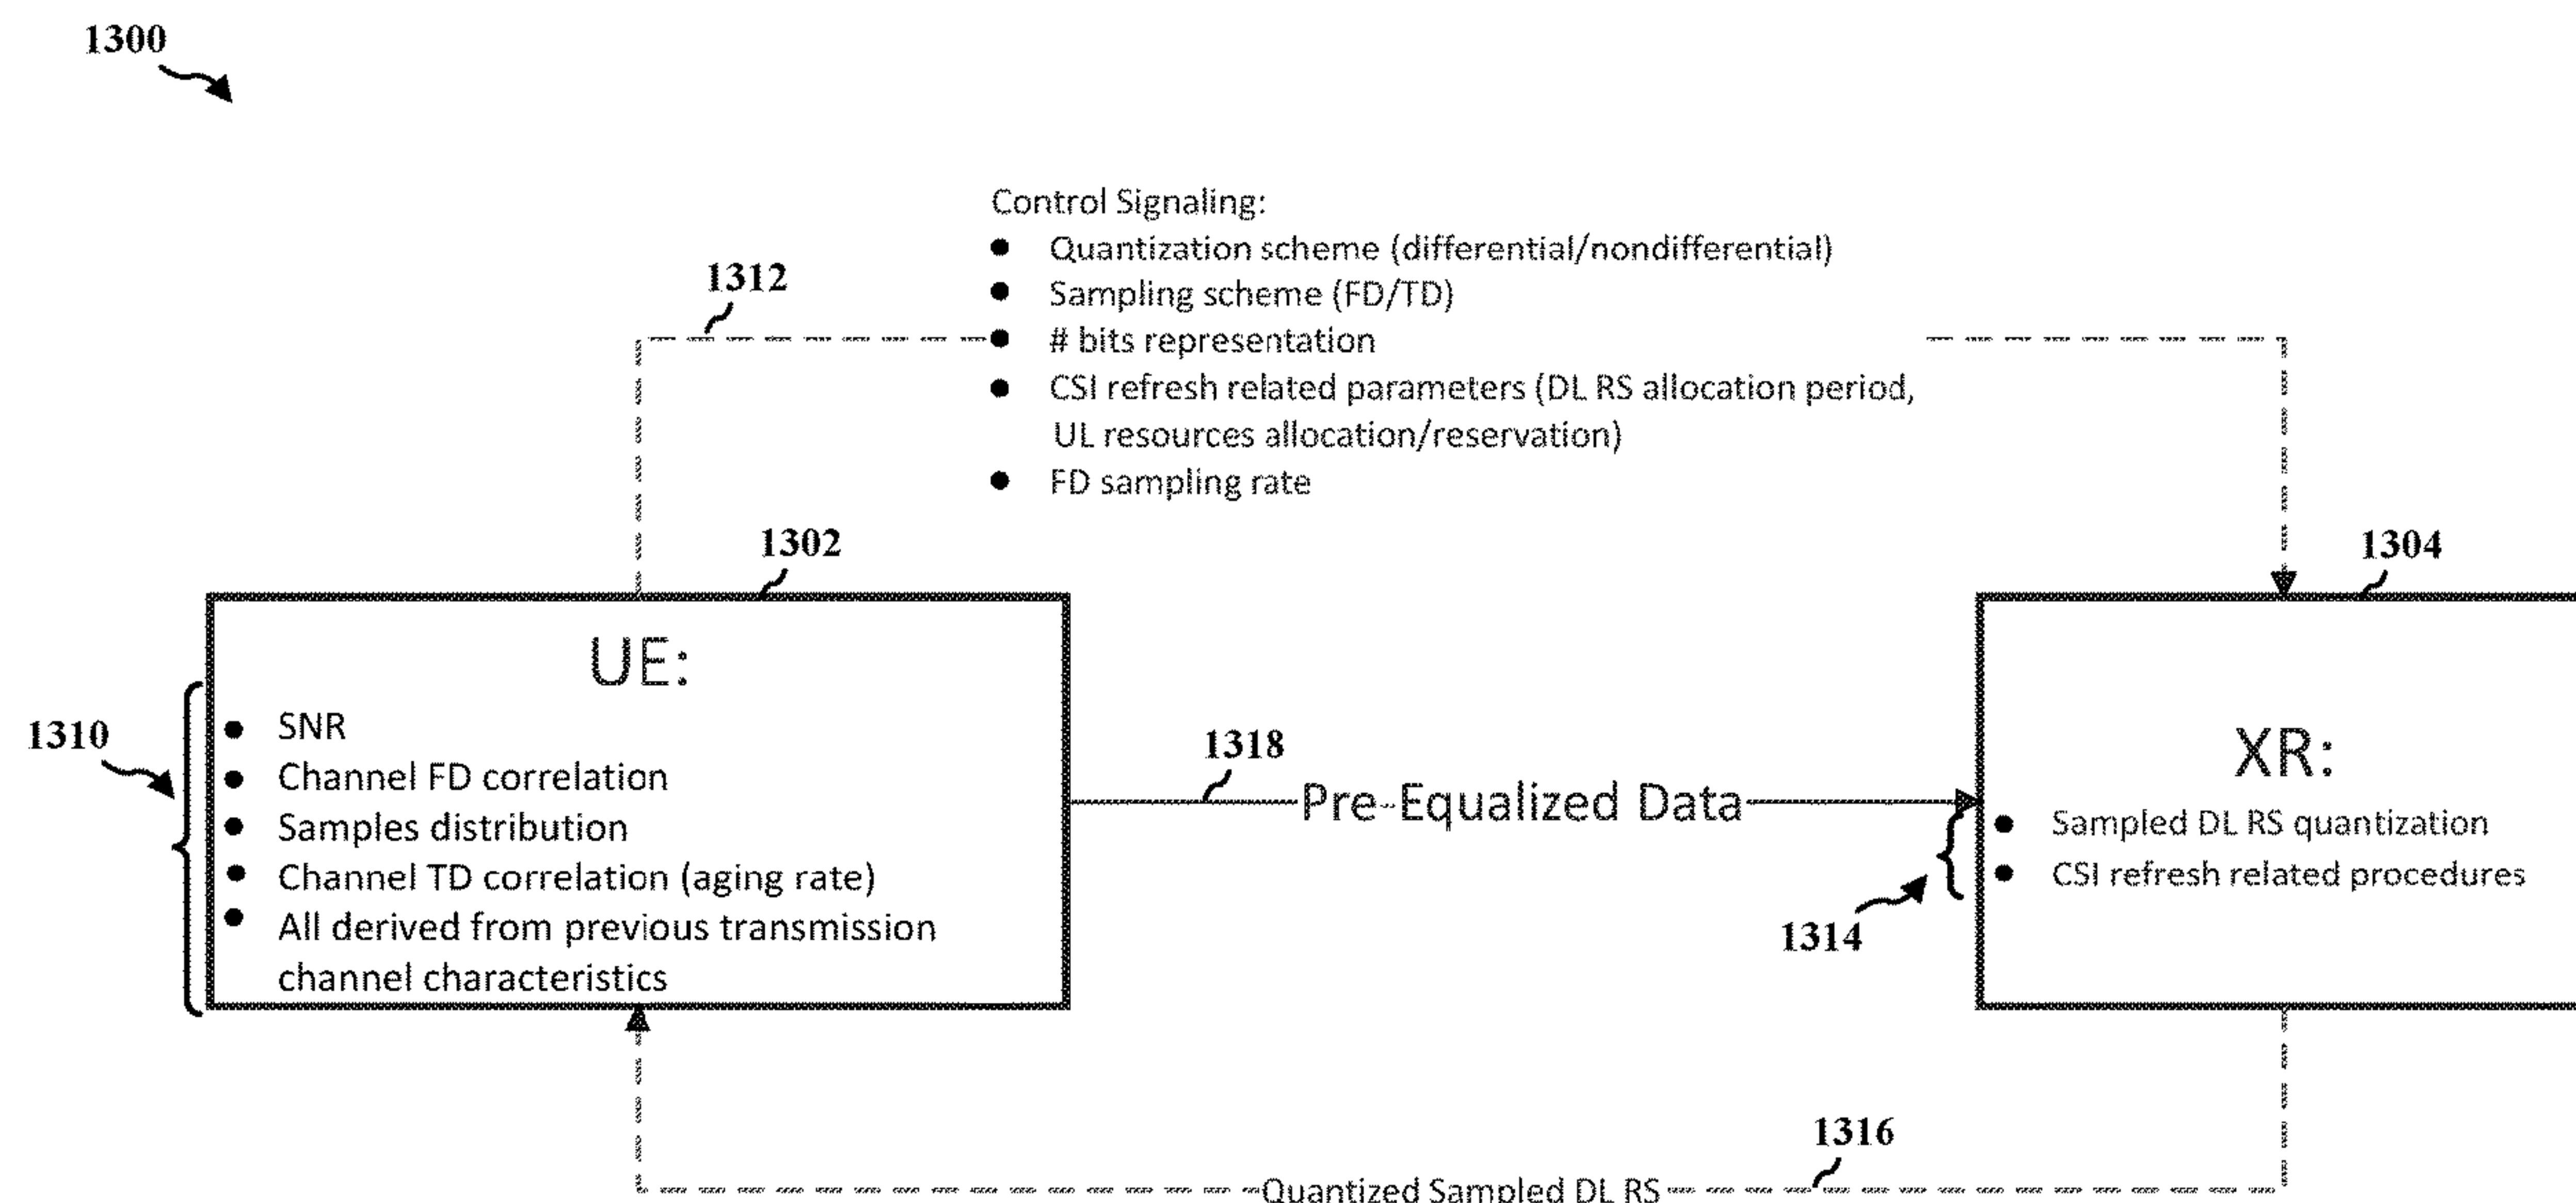 1300
Control Signaling:
● Quantization scheme (differential/nondifferential)
1312
● Sampling scheme (FD/TD)
● # bits representation
● CSI refresh related parameters (DL RS allocation period,
UL resources allocation/reservation)
● FD sampling rate
1302
1304
UE:
1310
● SNR
● Channel FD correlation
● Samples distribution
● Channel TD correlation (aging rate)
● All derived from previous transmission
channel characteristics
1318
Pre-Equalized Data
XR:
● Sampled DL RS quantization
● CSI refresh related procedures
1314
1316
Quantized Sampled DL RS